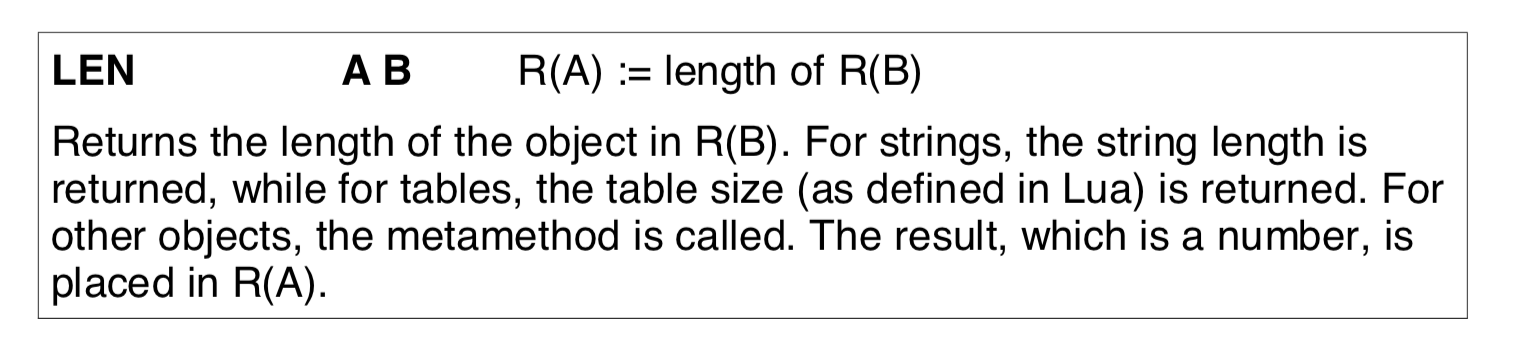 LEN A B R(A) := length of R(B)
Returns the length of the object in R(B). For strings, the string length is
returned, while for tables, the table size (as defined in Lua) is returned. For
other objects, the metamethod is called. The result, which is a number, is
placed in R(A).